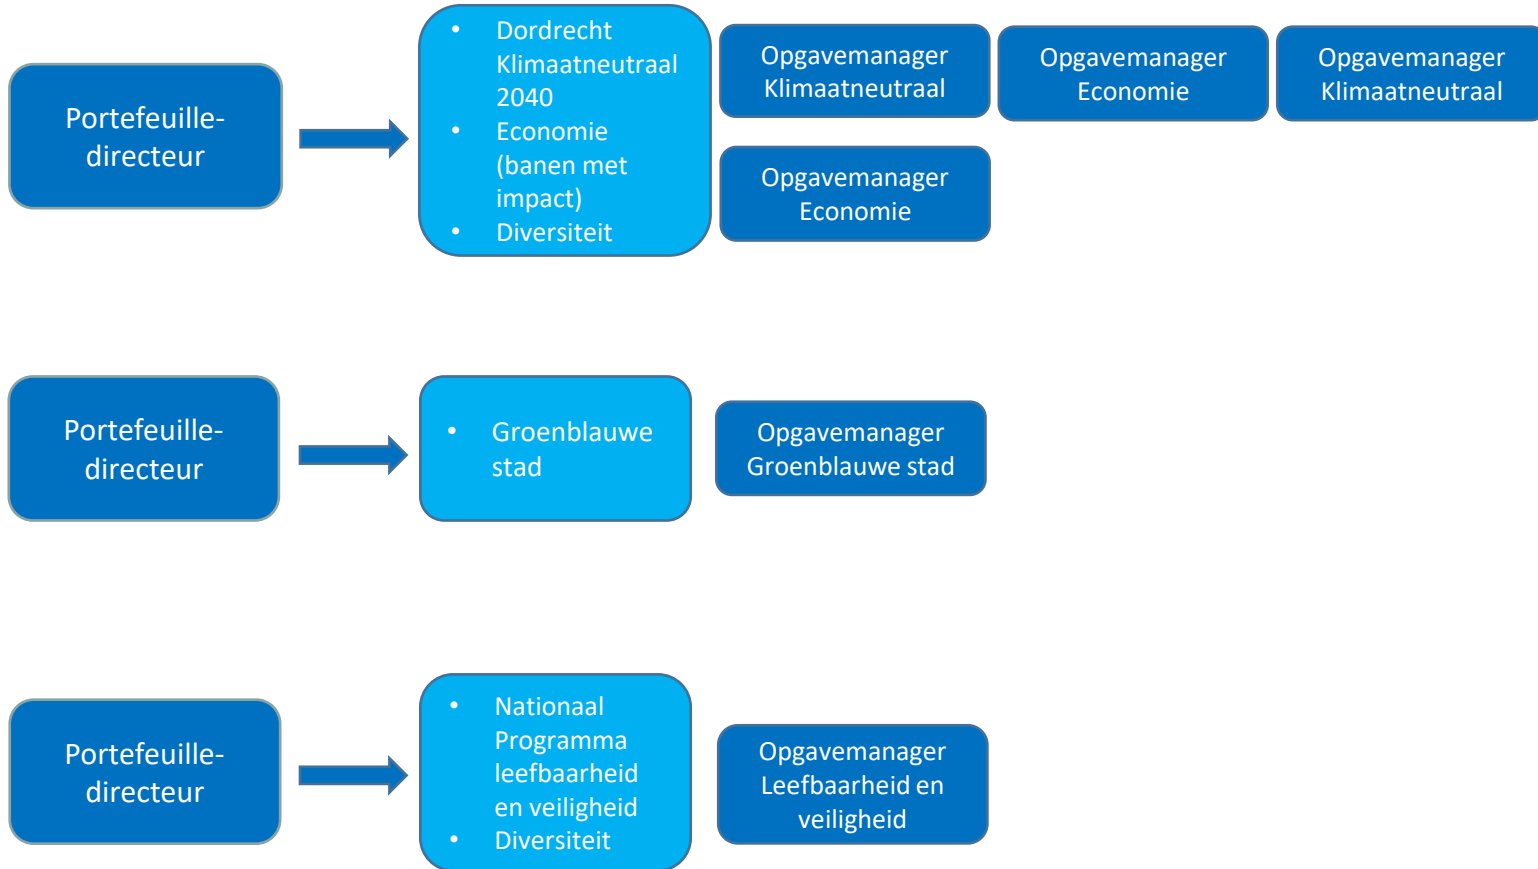 Portefeuille-
directeur
• Dordrecht
Klimaatneutraal
2040
• Economie
(banen met
impact)
• Diversiteit
Opgavemanager
Klimaatneutraal
Opgavemanager
Economie
Opgavemanager
Klimaatneutraal
Opgavemanager
Economie
Portefeuille-
directeur
• Groenblauwe
stad
Opgavemanager
Groenblauwe stad
Portefeuille-
directeur
• Nationaal
Programma
leefbaarheid
en veiligheid
• Diversiteit
Opgavemanager
Leefbaarheid en
veiligheid